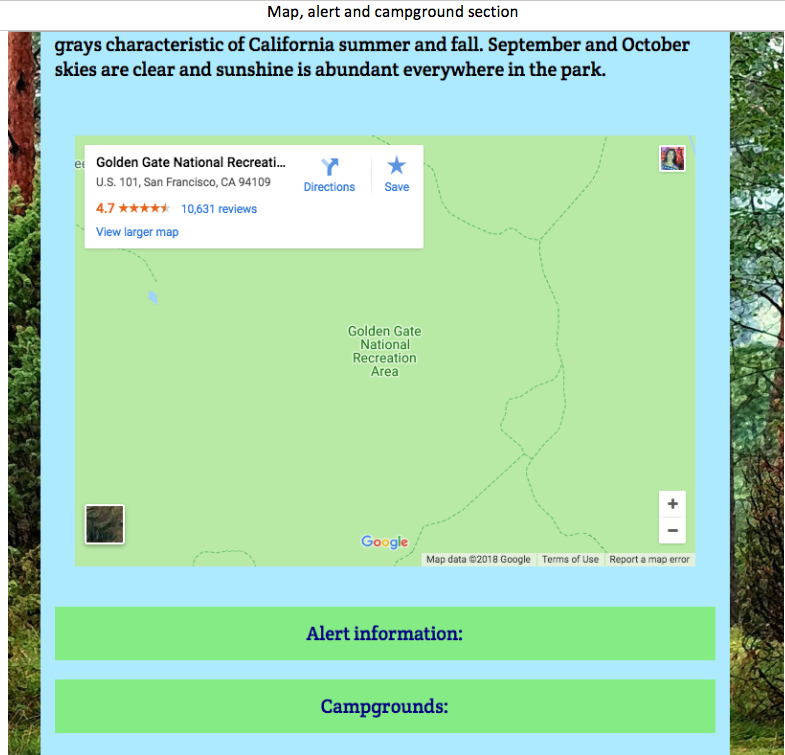 Map, alert and campground section
grays characteristic of California summer and fall. September and October
skies are clear and sunshine is abundant everywhere in the park.
Golden Gate National Recreati...
U.S. 101, San Francisco, CA 94109
Directions
Save
4.7
10,631 reviews
View larger map
Golden Gate
National
Recreation
Area
+
−
Google
Map data ©2018 Google
Terms of Use
Report a map error
Alert information:
Campgrounds: